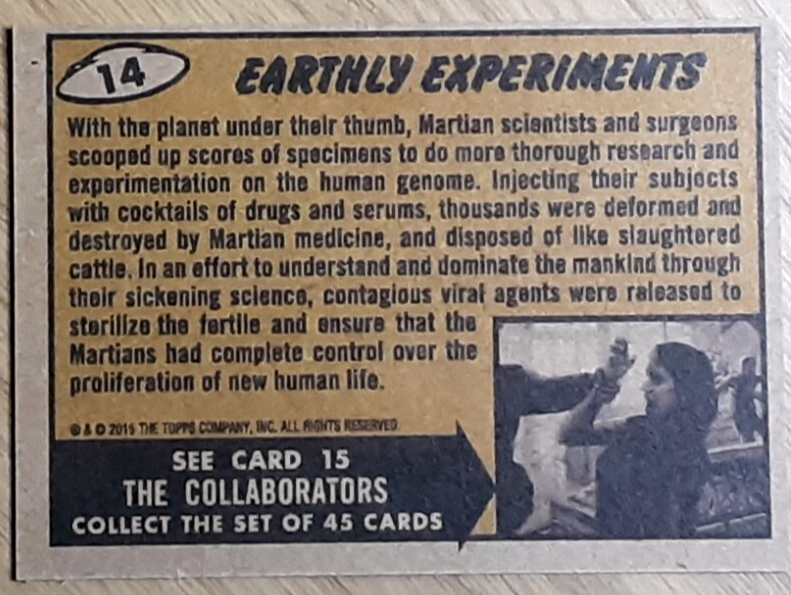 14
EARTHLY EXPERIMENTS
With the planet under their thumb, Martian scientists and surgeons
scooped up scores of specimens to do more thorough research and
experimentation on the human genome. Injecting their subjects
with cocktails of drugs and serums, thousands were deformed and
destroyed by Martian medicine, and disposed of like slaughtered
cattle. In an effort to understand and dominate the mankind through
their sickening science, contagious viral agents were released to
sterilize the fertile and ensure that the
Martians had complete control over the
proliferation of new human life.
® & © 2015 THE TOPPS COMPANY, INC. ALL RIGHTS RESERVED.
SEE CARD 15
THE COLLABORATORS
COLLECT THE SET OF 45 CARDS